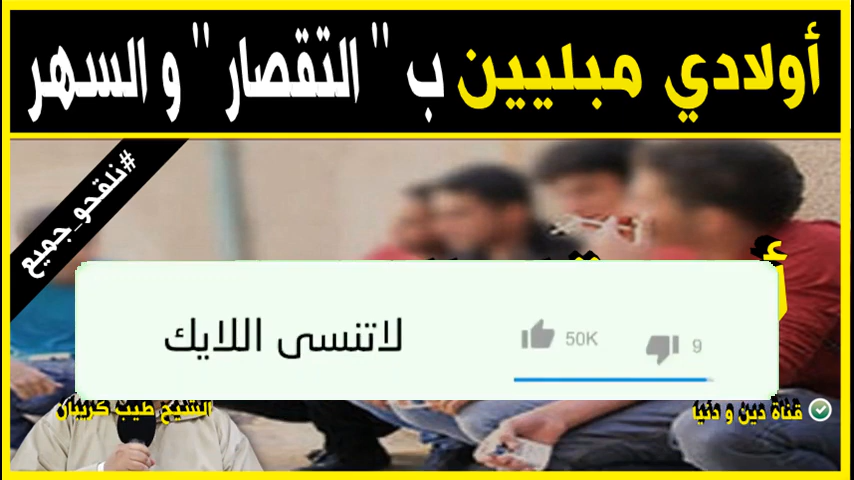 أولادي مبليين ب " التقصار " و السهر
#نلقحو_جميع
لاتنسى اللايك
50K
9
الشيخ طيب كريبان
قناة دين و دنيا